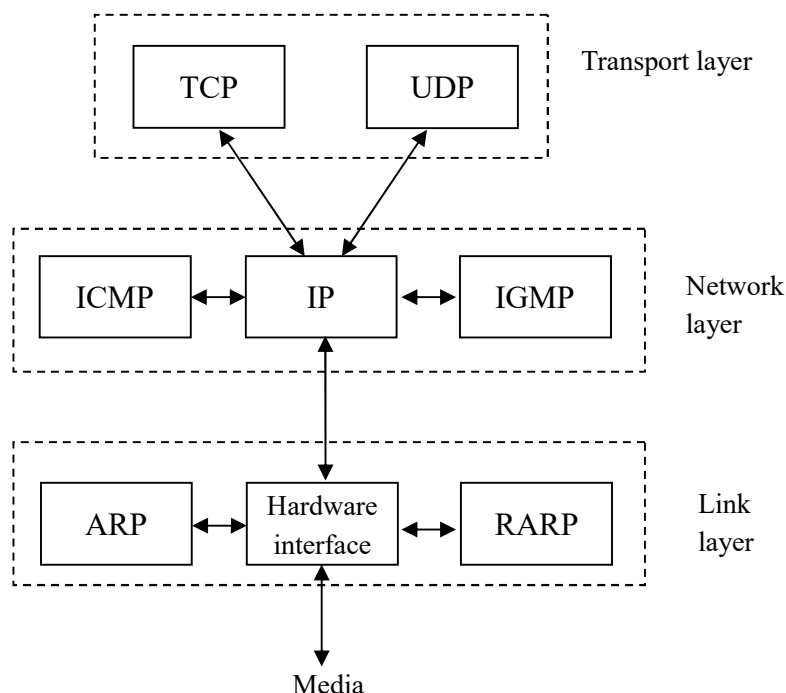 TCP
UDP
Transport layer
ICMP
IP
IGMP
Network
layer
ARP
Hardware
interface
RARP
Link
layer
Media